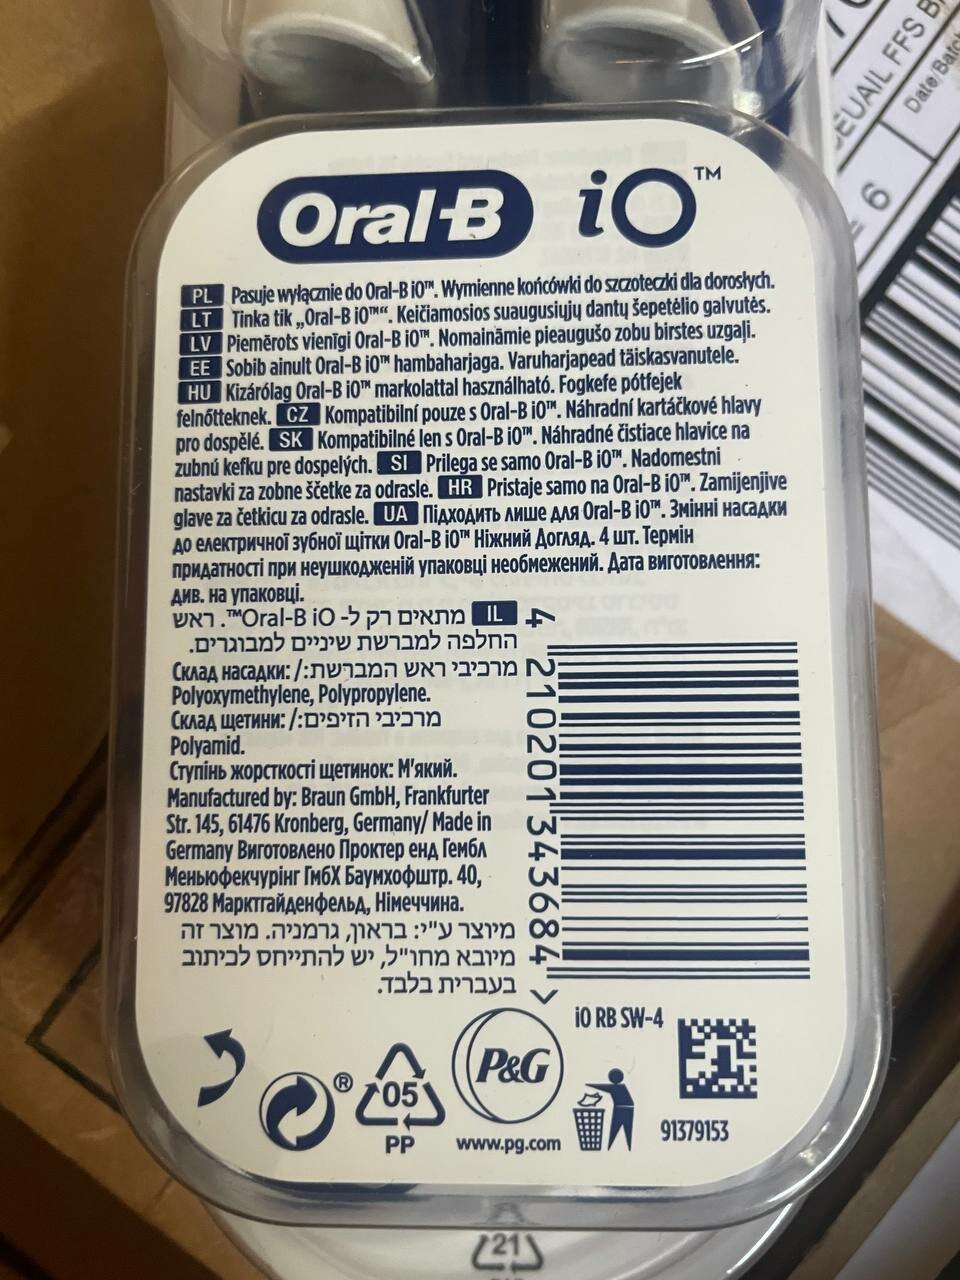 EUAIL FFS B
Date/Batch
6
Oral-B iO™
PL Pasuje wyłącznie do Oral-B iO™. Wymienne końcówki do szczoteczki dla dorosłych.
LT Tinka tik „Oral-B iO™“. Keičiamosios suaugusiųjų dantų šepetėlio galvutės.
LV Piemērots vienīgi Oral-B iO™. Nomaināmie pieaugušo zobu birstes uzgaļi.
EE Sobib ainult Oral-B iO™ hambaharjaga. Varuharjapead täiskasvanutele.
HU Kizárólag Oral-B iO™ markolattal használható. Fogkefe pótfejek
felnőtteknek. CZ Kompatibilní pouze s Oral-B iO™. Náhradní kartáčkové hlavy
pro dospělé. SK Kompatibilné len s Oral-B iO™. Náhradné čistiace hlavice na
zubnú kefku pre dospelých. SI Prilega se samo Oral-B iO™. Nadomestni
nastavki za zobne ščetke za odrasle. HR Pristaje samo na Oral-B iO™. Zamijenjive
glave za četkicu za odrasle. UA Підходить лише для Oral-B iO™. Змінні насадки
до електричної зубної щітки Oral-B iO™ Ніжний Догляд. 4 шт. Термін
придатності при неушкодженій упаковці необмежений. Дата виготовлення:
див. на упаковці.
IL מתאים רק ל- Oral-B iO™. ראש
החלפה למברשת שיניים למבוגרים.
Склад насадки: /מרכיבי ראש המברשת:
Polyoxymethylene, Polypropylene.
Склад щетини: /מרכיבי הזיפים:
Polyamid.
Ступінь жорсткості щетинок: М'який.
Manufactured by: Braun GmbH, Frankfurter
Str. 145, 61476 Kronberg, Germany/ Made in
Germany Виготовлено Проктер енд Гембл
Меньюфекчурінг ГмбХ Баумхофштр. 40,
97828 Марктгайденфельд, Німеччина.
מיוצר ע"י: בראון, גרמניה. מוצר זה
מיובא מחו"ל, יש להתייחס לכיתוב
בעברית בלבד.
4 210201 343684 >
iO RB SW-4
®
05
PP
P&G
www.pg.com
91379153
21